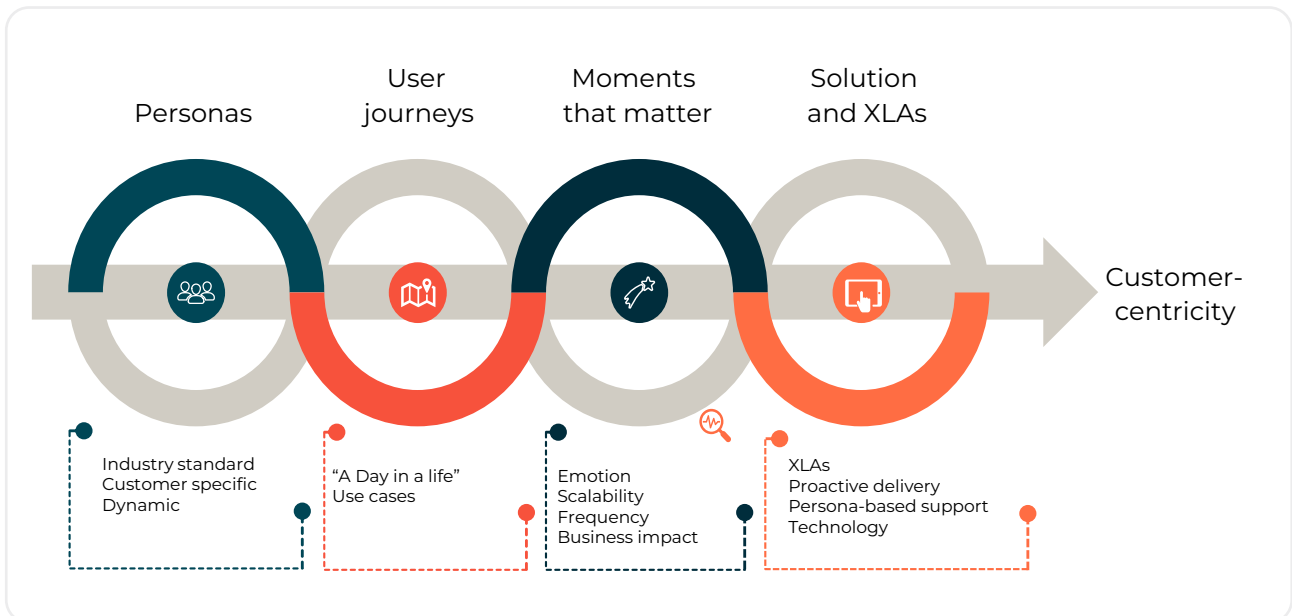 Personas
User
journeys
Moments
that matter
Solution
and XLAs
Customer-
centricity
Industry standard
Customer specific
Dynamic
“A Day in a life”
Use cases
Emotion
Scalability
Frequency
Business impact
XLAs
Proactive delivery
Persona-based support
Technology